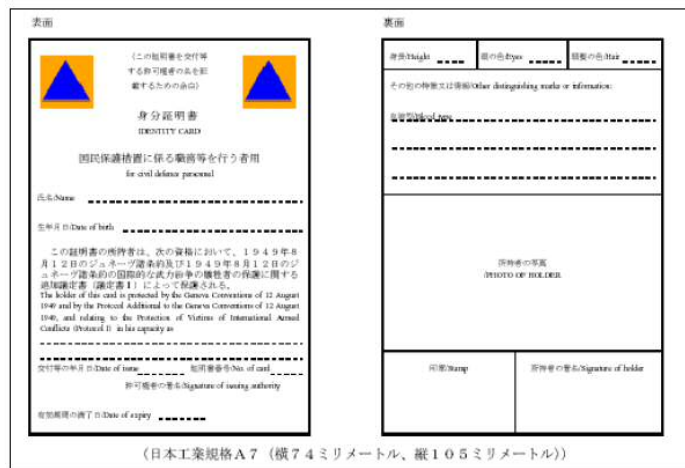 表面
（この証明書を交付等
する許可権者の名を記
載するための余白）
身分証明書
IDENTITY CARD
国民保護措置に係る職務等を行う者用
for civil defence personnel
氏名/Name
生年月日/Date of birth
この証明書の所持者は、次の資格において、1949年8
月12日のジュネーヴ諸条約及び1949年8月12日のジ
ュネーヴ諸条約の国際的な武力紛争の犠牲者の保護に関する
追加議定書（議定書Ⅰ）によって保護される。
The holder of this card is protected by the Geneva Conventions of 12 August
1949 and by the Protocol Additional to the Geneva Conventions of 12 August
1949, and relating to the Protection of Victims of International Armed
Conflicts (Protocol I) in his capacity as
交付等の年月日/Date of issue 証明書番号/No. of card
許可権者の署名/Signature of issuing authority
有効期間の満了日/Date of expiry
裏面
身長/Height 眼の色/Eyes 頭髪の色/Hair
その他の特徴又は情報/Other distinguishing marks or information:
血液型/Blood type
所持者の写真
/PHOTO OF HOLDER
印章/Stamp 所持者の署名/Signature of holder
（日本工業規格A7（横74ミリメートル、縦105ミリメートル））